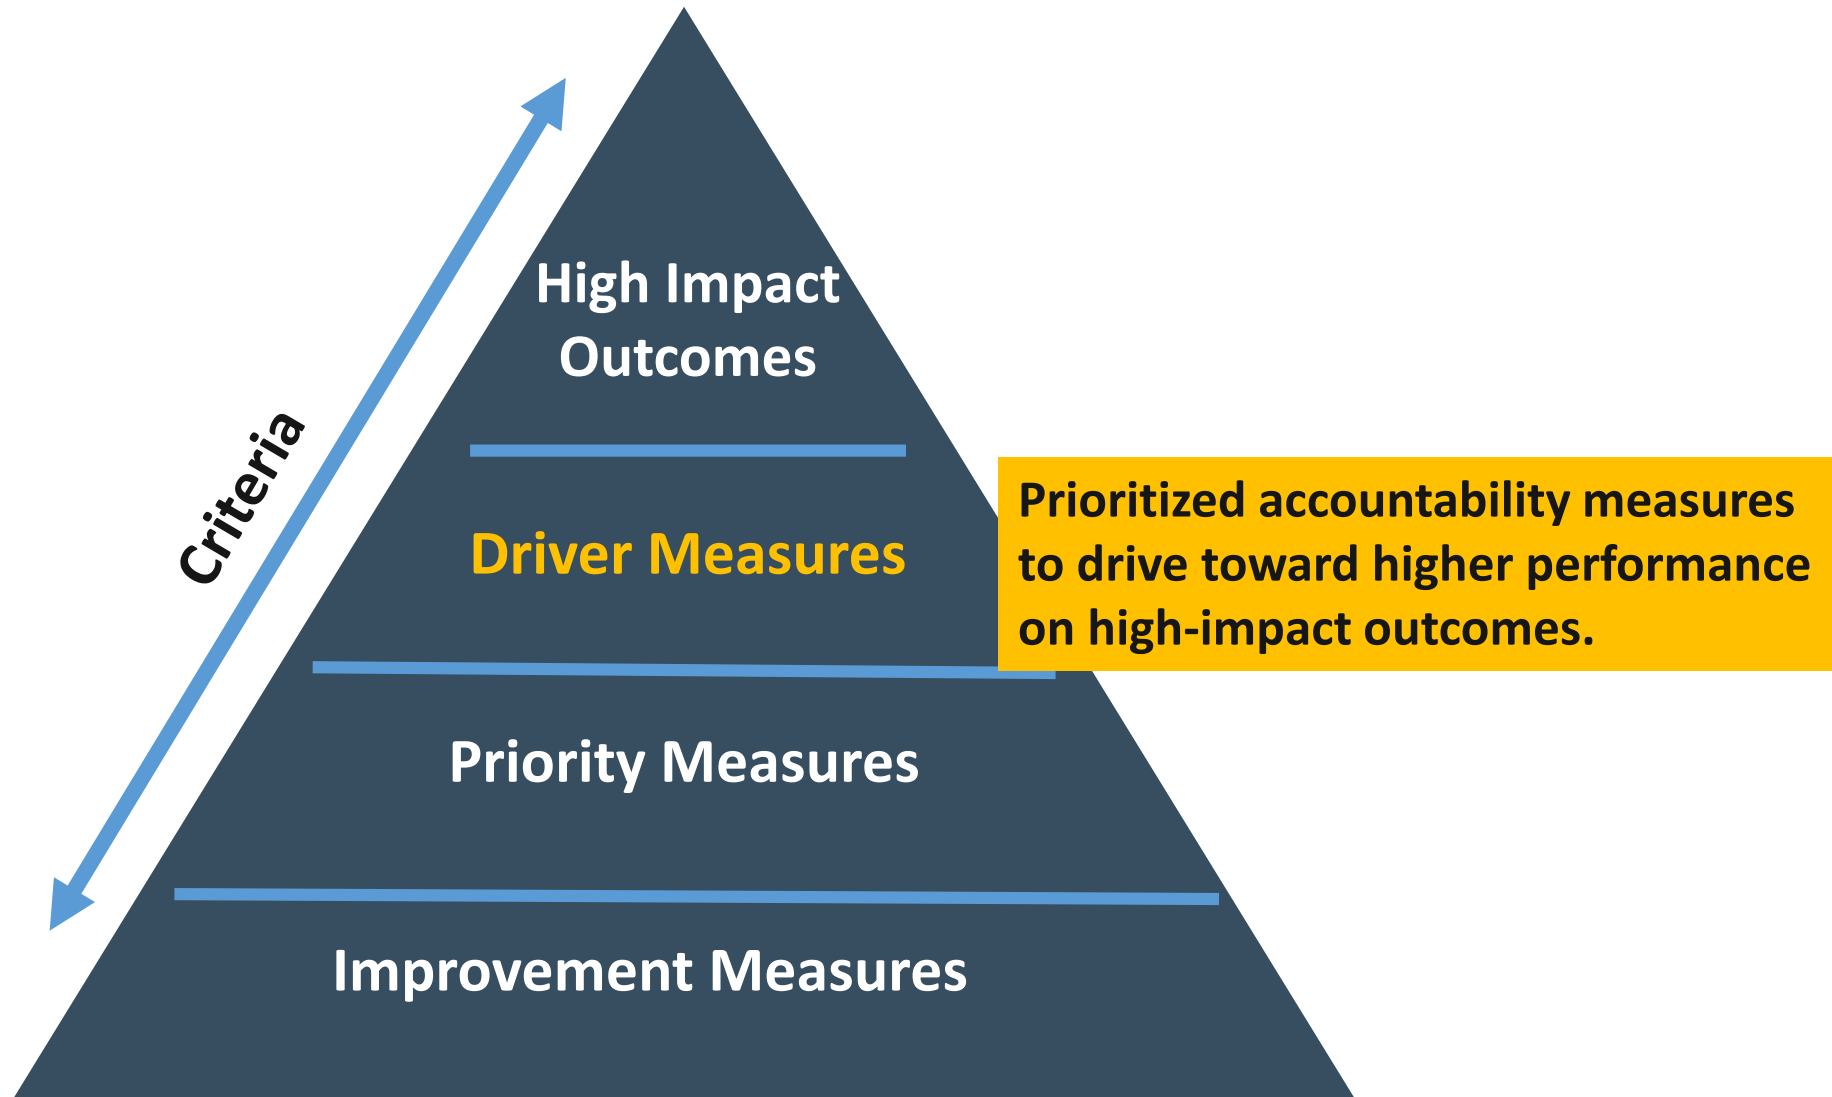 High Impact
Outcomes
Criteria
Driver Measures
Prioritized accountability measures
to drive toward higher performance
on high-impact outcomes.
Priority Measures
Improvement Measures